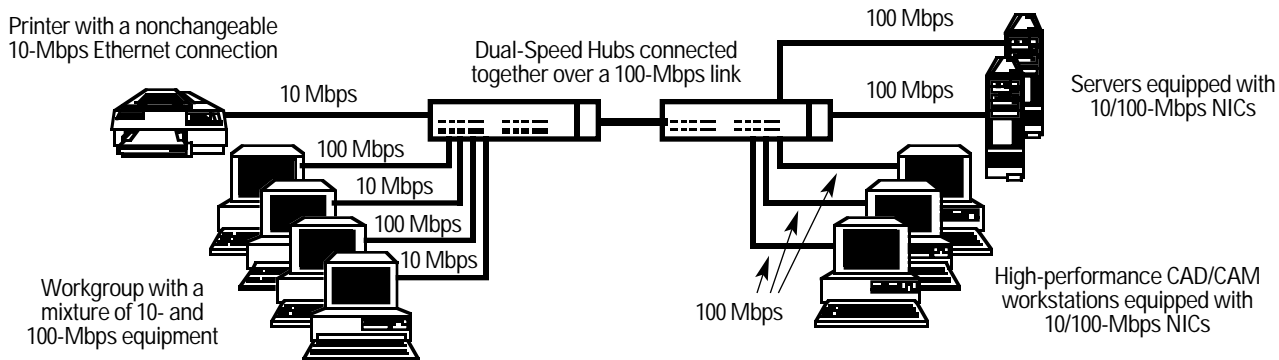 Printer with a nonchangeable
10-Mbps Ethernet connection
Dual-Speed Hubs connected
together over a 100-Mbps link
100 Mbps
Servers equipped with
10/100-Mbps NICs
10 Mbps
100 Mbps
100 Mbps
10 Mbps
100 Mbps
10 Mbps
Workgroup with a
mixture of 10- and
100-Mbps equipment
100 Mbps
High-performance CAD/CAM
workstations equipped with
10/100-Mbps NICs